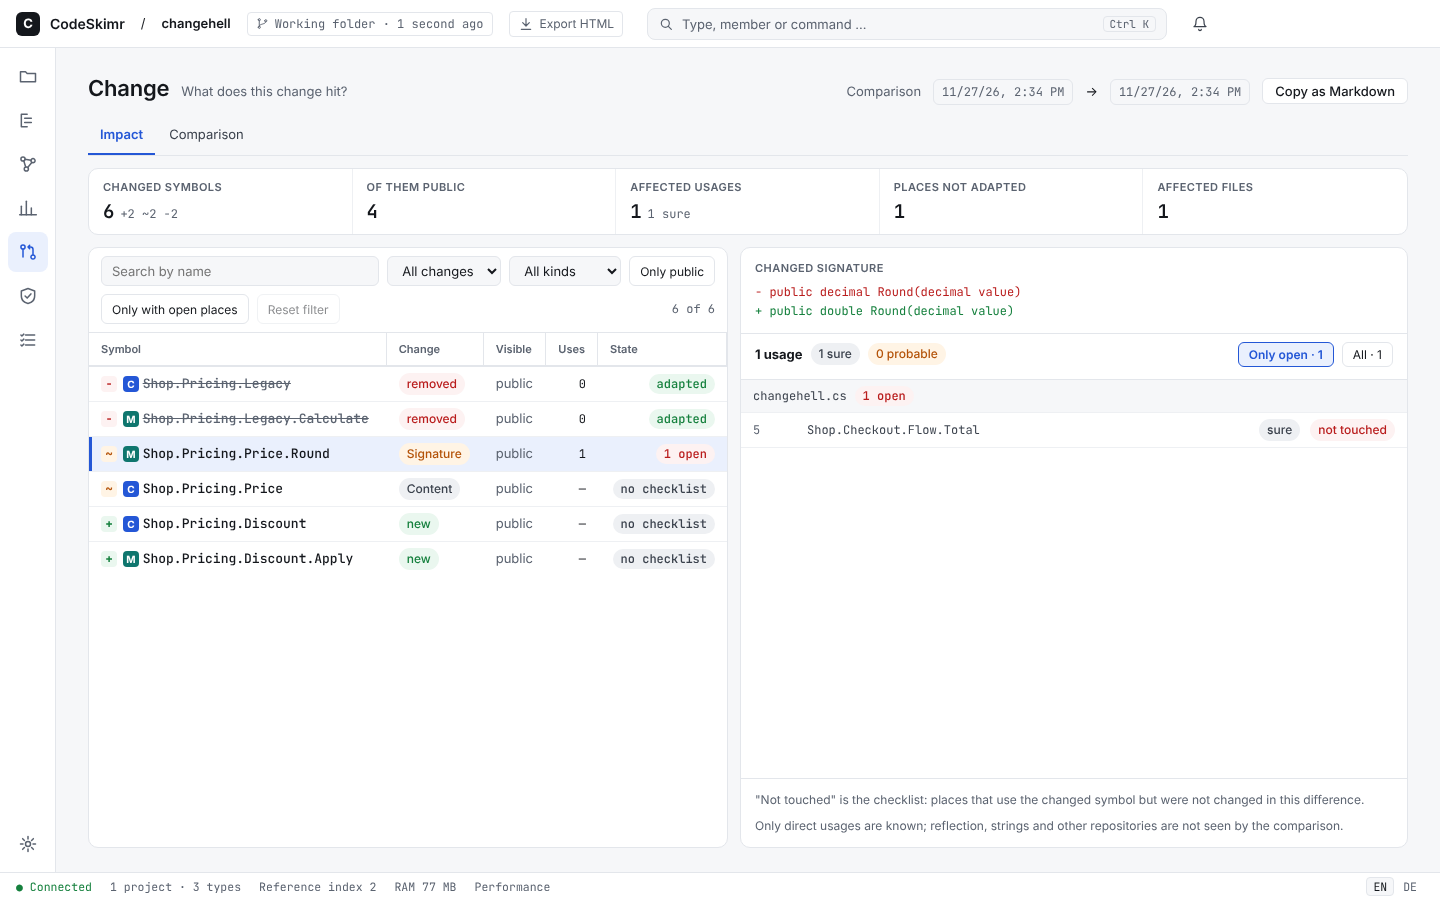 C CodeSkimr / changehell Working folder · 1 second ago Export HTML Type, member or command ... Ctrl K
Change What does this change hit? Comparison 11/27/26, 2:34 PM → 11/27/26, 2:34 PM Copy as Markdown
Impact Comparison
CHANGED SYMBOLS OF THEM PUBLIC AFFECTED USAGES PLACES NOT ADAPTED AFFECTED FILES
6 +2 ~2 -2 4 1 1 sure 1 1
Search by name All changes All kinds Only public
Only with open places Reset filter 6 of 6
Symbol Change Visible Uses State
- C Shop.Pricing.Legacy removed public 0 adapted
- M Shop.Pricing.Legacy.Calculate removed public 0 adapted
~ M Shop.Pricing.Price.Round Signature public 1 1 open
~ C Shop.Pricing.Price Content public – no checklist
+ C Shop.Pricing.Discount new public – no checklist
+ M Shop.Pricing.Discount.Apply new public – no checklist
CHANGED SIGNATURE
- public decimal Round(decimal value)
+ public double Round(decimal value)
1 usage 1 sure 0 probable Only open · 1 All · 1
changehell.cs 1 open
5 Shop.Checkout.Flow.Total sure not touched
"Not touched" is the checklist: places that use the changed symbol but were not changed in this difference.
Only direct usages are known; reflection, strings and other repositories are not seen by the comparison.
● Connected 1 project · 3 types Reference index 2 RAM 77 MB Performance EN DE